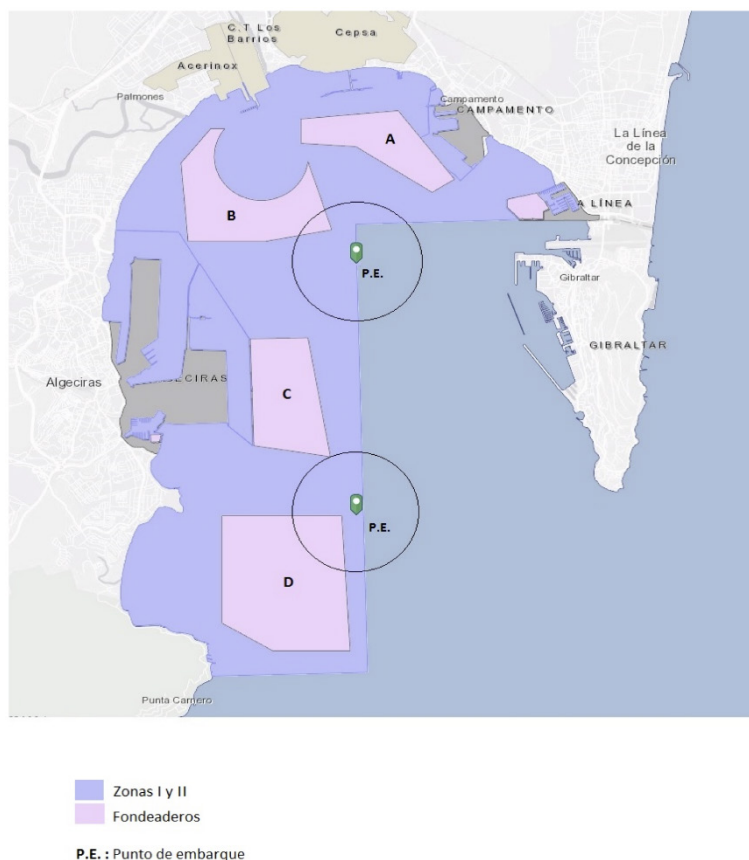 C.T Los
Barrios
Cepsa
Acerinox
Palmones
Campamento
CAMPAMENTO
A
La Línea
de la
Concepción
B
A LÍNEA
P.E.
Gibraltar
GIBRALTAR
Algeciras
ECIRAS
C
P.E.
D
Punta Carnero
Zonas I y II
Fondeaderos
P.E. : Punto de embarque